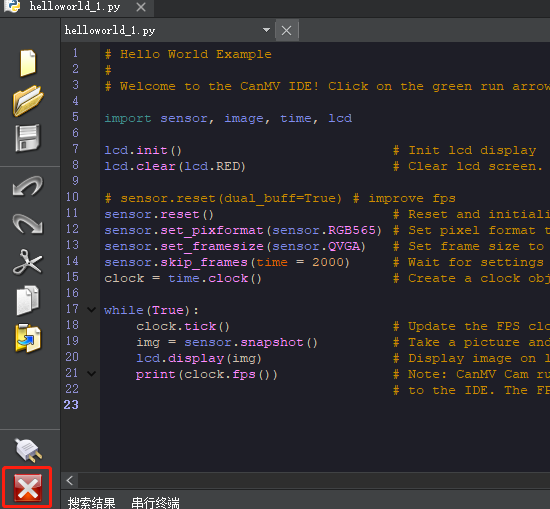 helloworld_1.py
helloworld_1.py
1 # Hello World Example
2 #
3 # Welcome to the CanMV IDE! Click on the green run arrow
4
5 import sensor, image, time, lcd
6
7 lcd.init() # Init lcd display
8 lcd.clear(lcd.RED) # Clear lcd screen.
9
10 # sensor.reset(dual_buff=True) # improve fps
11 sensor.reset() # Reset and initiali
12 sensor.set_pixformat(sensor.RGB565) # Set pixel format t
13 sensor.set_framesize(sensor.QVGA) # Set frame size to
14 sensor.skip_frames(time = 2000) # Wait for settings
15 clock = time.clock() # Create a clock obj
16
17 while(True):
18 clock.tick() # Update the FPS clo
19 img = sensor.snapshot() # Take a picture and
20 lcd.display(img) # Display image on l
21 print(clock.fps()) # Note: CanMV Cam ru
22 # to the IDE. The FP
23
搜索结果 串行终端